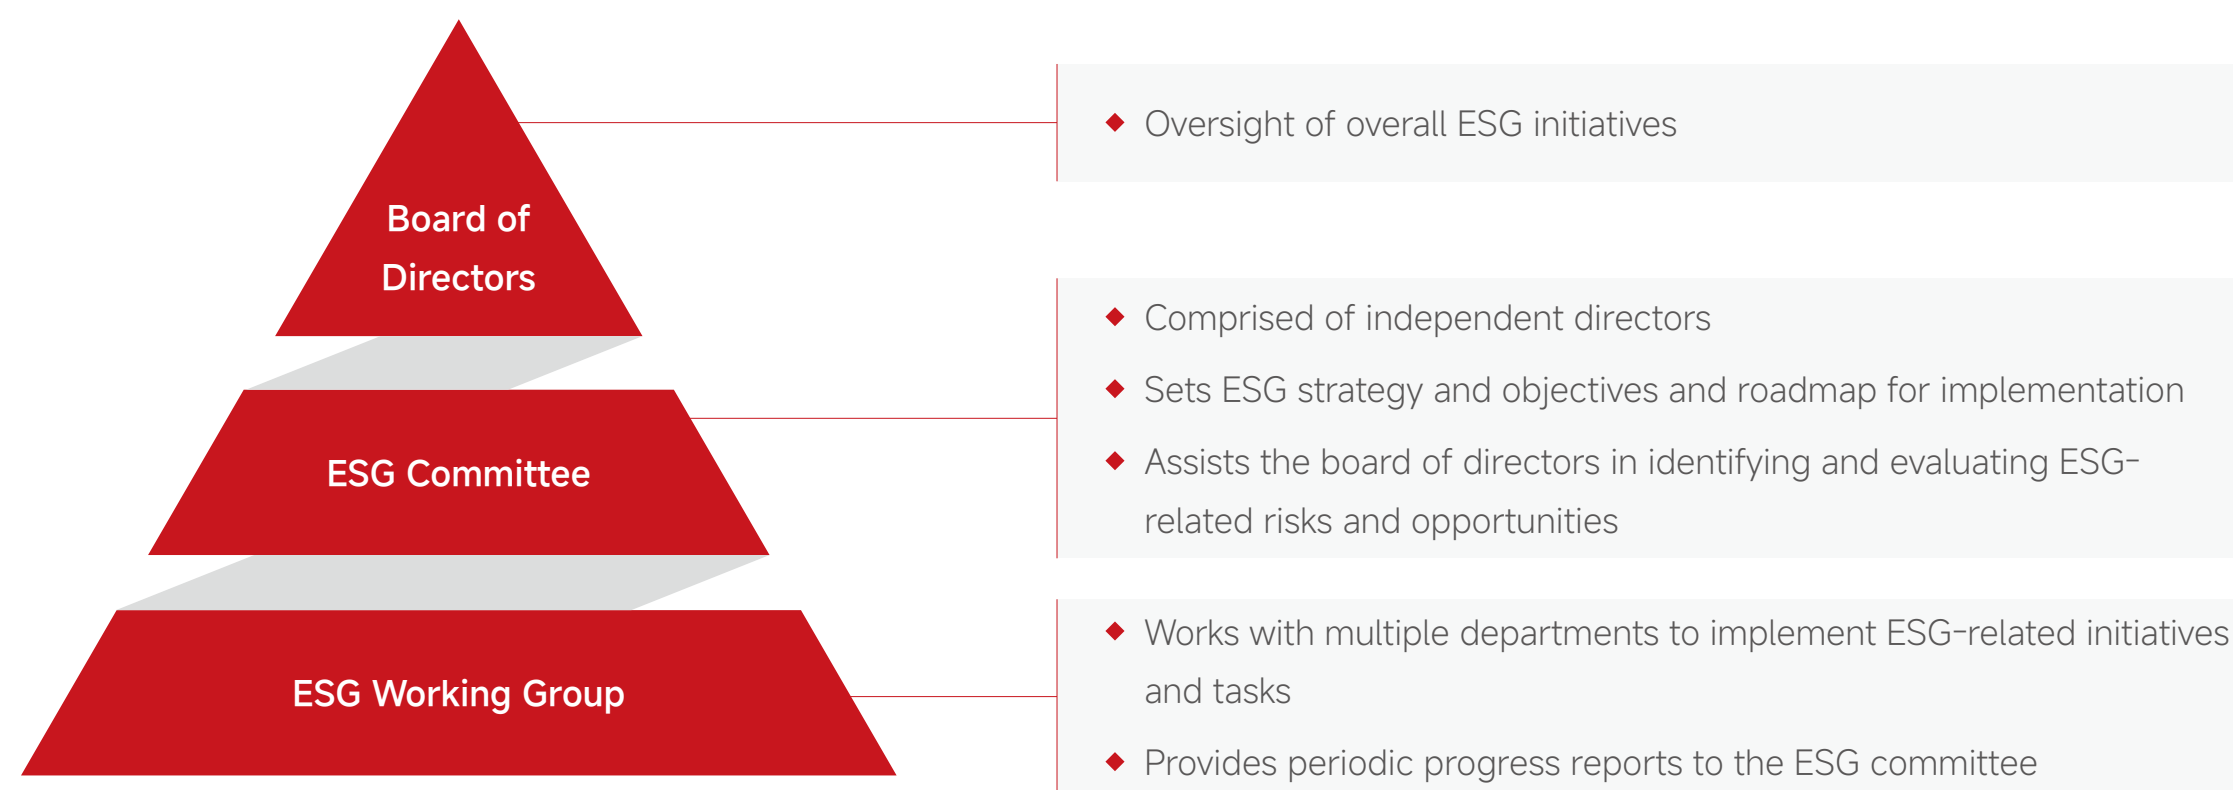 Board of
Directors
Oversight of overall ESG initiatives
ESG Committee
Comprised of independent directors
Sets ESG strategy and objectives and roadmap for implementation
Assists the board of directors in identifying and evaluating ESG-
related risks and opportunities
ESG Working Group
Works with multiple departments to implement ESG-related initiatives
and tasks
Provides periodic progress reports to the ESG committee